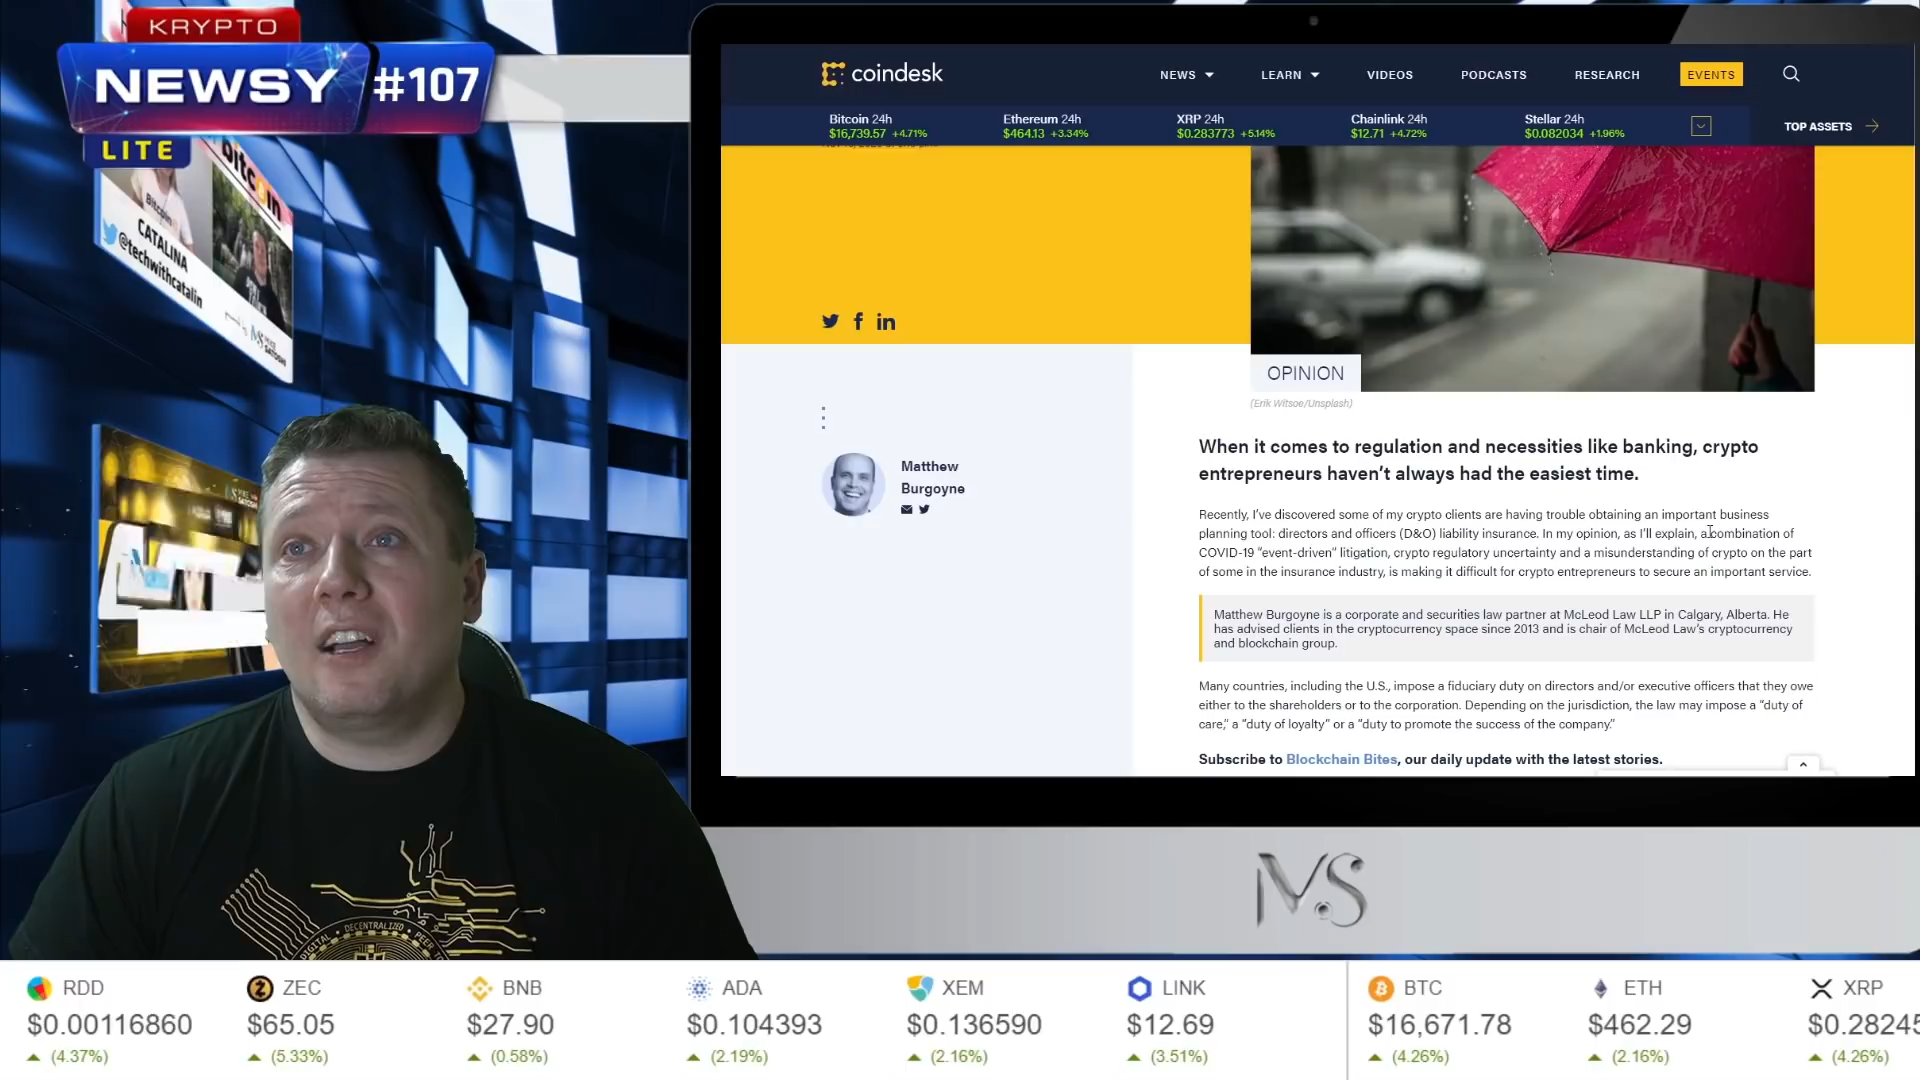 KRYPTO
NEWSY #107
LITE
bitcoin
Bitcoin
CATALINA
@techwithcatalin
MS
SATOSHI
coindesk
NEWS
LEARN
VIDEOS
PODCASTS
RESEARCH
EVENTS
Bitcoin 24h
$16,739.57 +4.71%
Ethereum 24h
$464.13 +3.34%
XRP 24h
$0.283773 +5.14%
Chainlink 24h
$12.71 +4.72%
Stellar 24h
$0.082034 +1.96%
TOP ASSETS
OPINION
(Erik Witsoe/Unsplash)
Matthew
Burgoyne
When it comes to regulation and necessities like banking, crypto
entrepreneurs haven't always had the easiest time.
Recently, I've discovered some of my crypto clients are having trouble obtaining an important business
planning tool: directors and officers (D&O) liability insurance. In my opinion, as I'll explain, a combination of
COVID-19 "event-driven" litigation, crypto regulatory uncertainty and a misunderstanding of crypto on the part
of some in the insurance industry, is making it difficult for crypto entrepreneurs to secure an important service.
Matthew Burgoyne is a corporate and securities law partner at McLeod Law LLP in Calgary, Alberta. He
has advised clients in the cryptocurrency space since 2013 and is chair of McLeod Law's cryptocurrency
and blockchain group.
Many countries, including the U.S., impose a fiduciary duty on directors and/or executive officers that they owe
either to the shareholders or to the corporation. Depending on the jurisdiction, the law may impose a "duty of
care," a "duty of loyalty" or a "duty to promote the success of the company."
Subscribe to Blockchain Bites, our daily update with the latest stories.
MS
DIGITAL • DECENTRALIZED • PEER TO
RDD
$0.00116860
(4.37%)
ZEC
$65.05
(5.33%)
BNB
$27.90
(0.58%)
ADA
$0.104393
(2.19%)
XEM
$0.136590
(2.16%)
LINK
$12.69
(3.51%)
BTC
$16,671.78
(4.26%)
ETH
$462.29
(2.16%)
XRP
$0.28245
(4.26%)